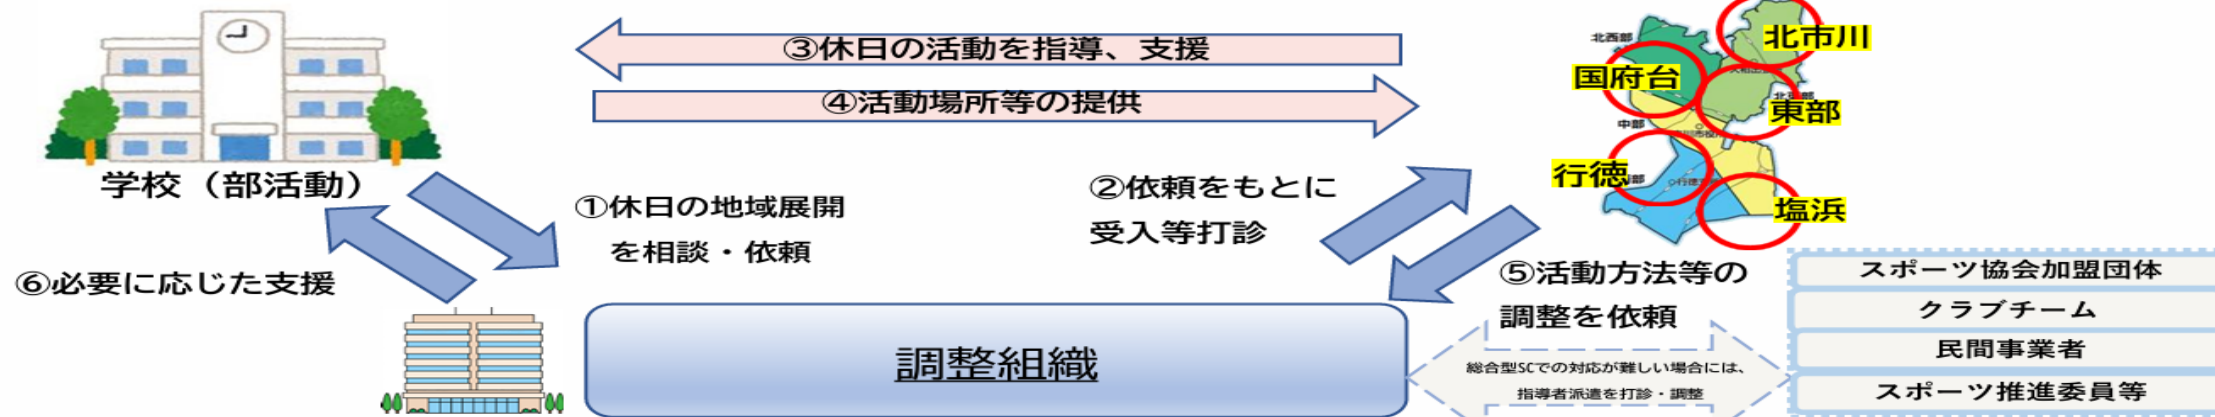 ③休日の活動を指導、支援
④活動場所等の提供
学校（部活動）
①休日の地域展開
を相談・依頼
②依頼をもとに
受入等打診
⑥必要に応じた支援
⑤活動方法等の
調整を依頼
調整組織
総合型SCでの対応が難しい場合には、
指導者派遣を打診・調整
北西部
北市川
国府台
東部
中部
行徳
塩浜
スポーツ協会加盟団体
クラブチーム
民間事業者
スポーツ推進委員等